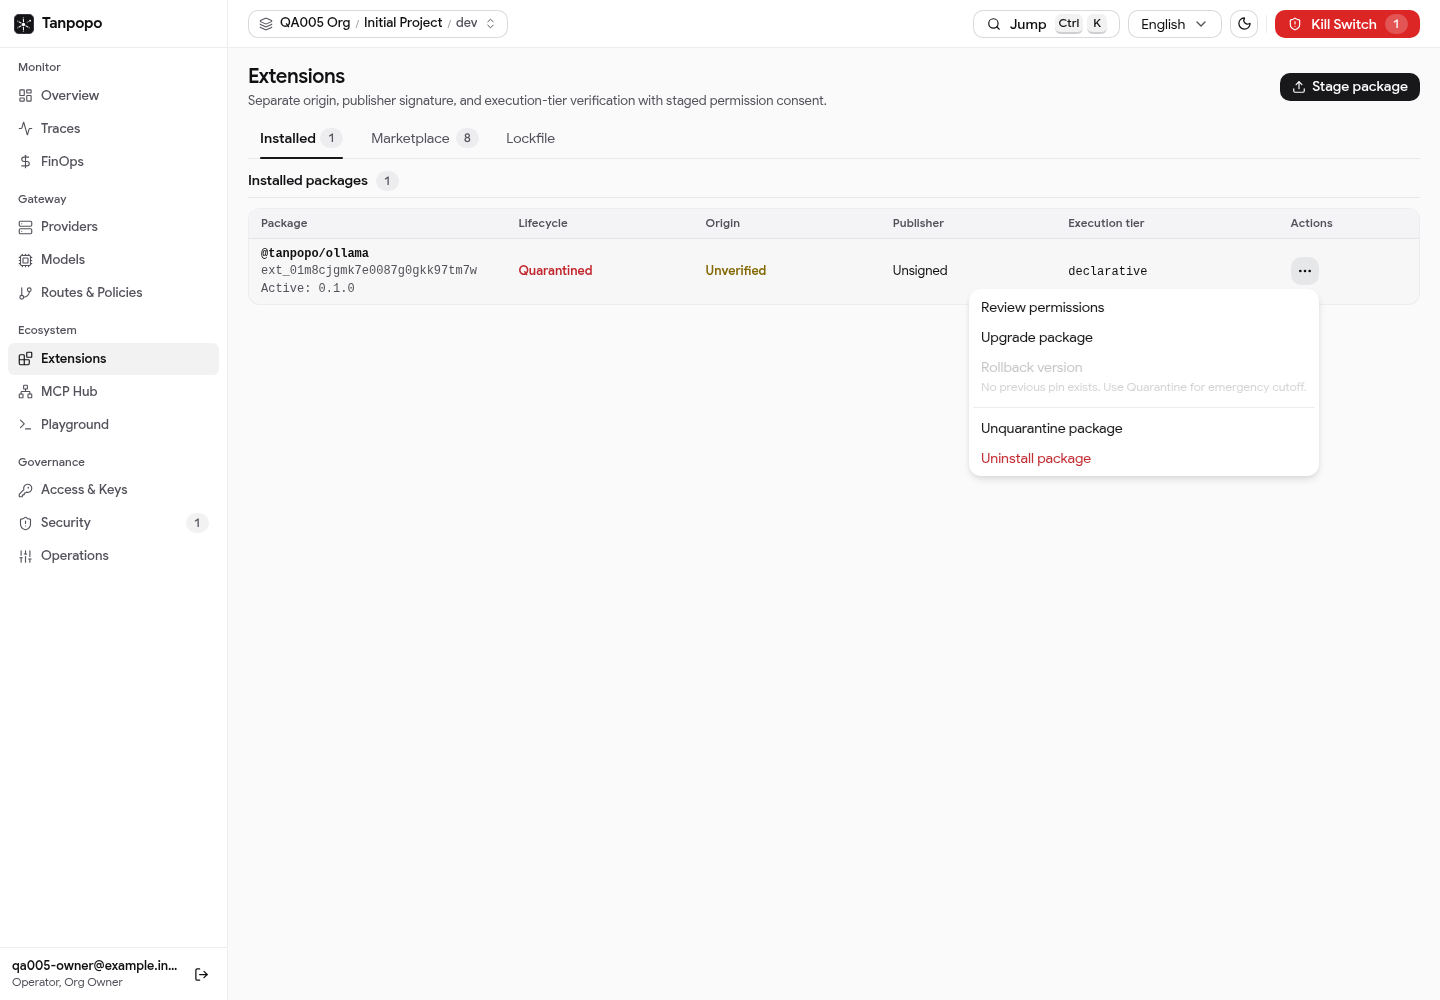 Tanpopo
QA005 Org / Initial Project / dev
Jump Ctrl K
English
Kill Switch 1
Monitor
Overview
Traces
FinOps
Gateway
Providers
Models
Routes & Policies
Ecosystem
Extensions
MCP Hub
Playground
Governance
Access & Keys
Security 1
Operations
qa005-owner@example.in...
Operator, Org Owner
Extensions
Separate origin, publisher signature, and execution-tier verification with staged permission consent.
Stage package
Installed 1 Marketplace 8 Lockfile
Installed packages 1
Package Lifecycle Origin Publisher Execution tier Actions
@tanpopo/ollama
ext_01m8cjgmk7e0087g0gkk97tm7w
Active: 0.1.0
Quarantined Unverified Unsigned declarative
Review permissions
Upgrade package
Rollback version
No previous pin exists. Use Quarantine for emergency cutoff.
Unquarantine package
Uninstall package